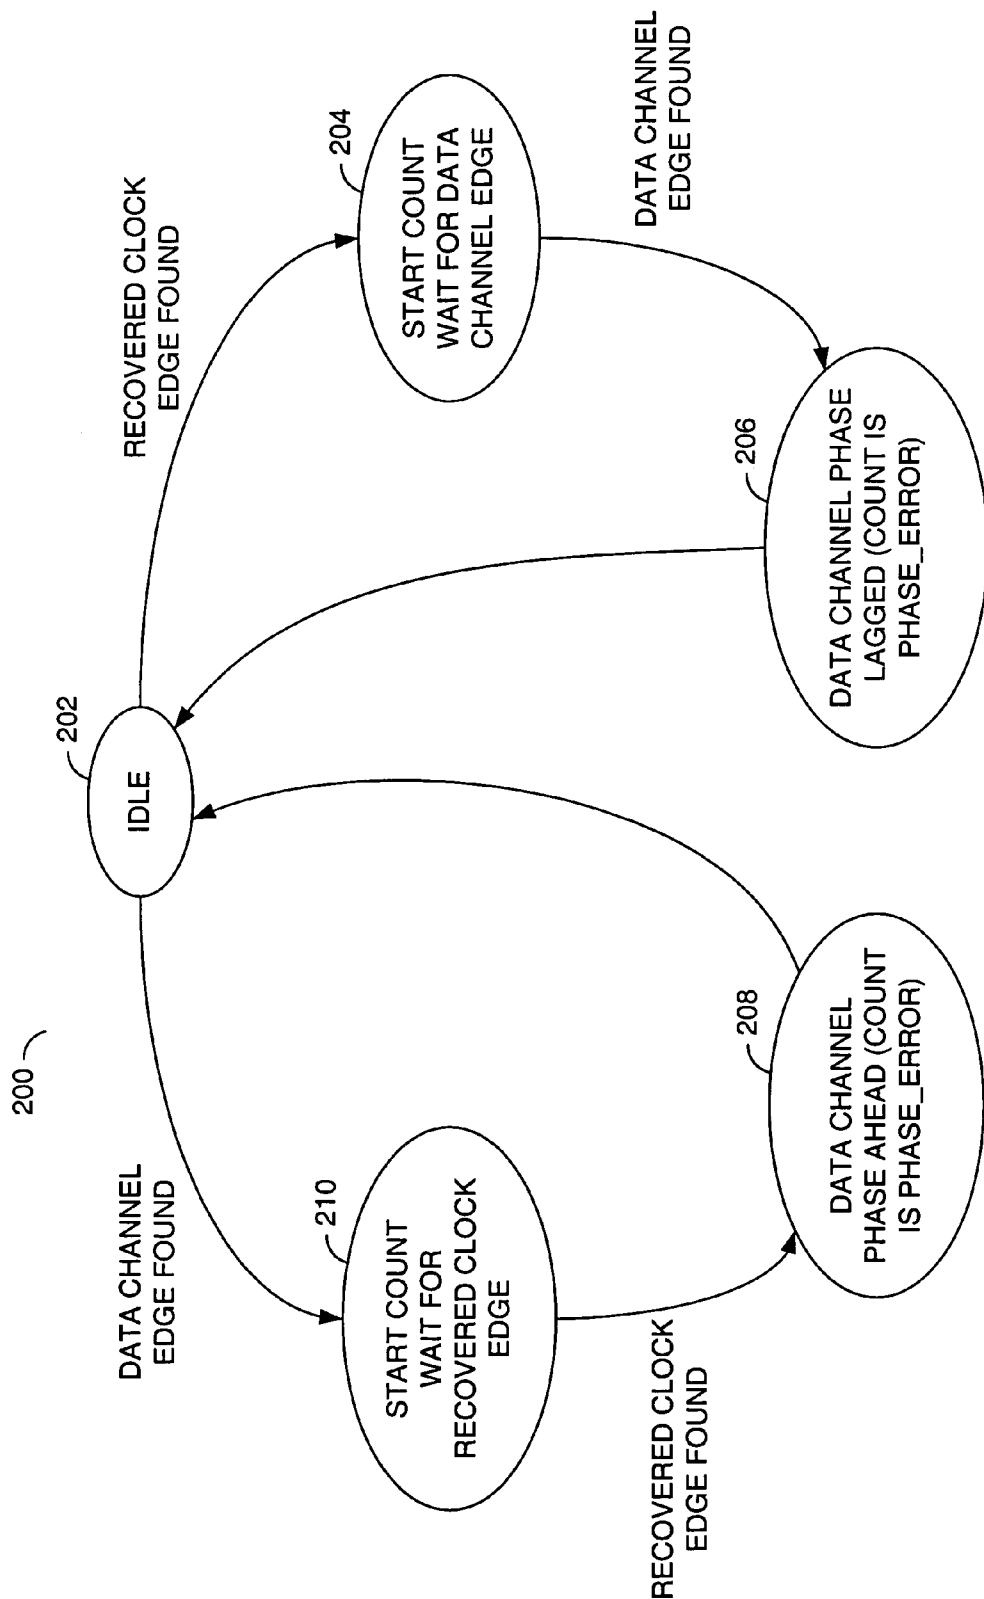 200
DATA CHANNEL
EDGE FOUND
202
IDLE
RECOVERED CLOCK
EDGE FOUND
210
START COUNT
WAIT FOR
RECOVERED CLOCK
EDGE
204
START COUNT
WAIT FOR DATA
CHANNEL EDGE
RECOVERED CLOCK
EDGE FOUND
DATA CHANNEL
EDGE FOUND
208
DATA CHANNEL
PHASE AHEAD (COUNT
IS PHASE_ERROR)
206
DATA CHANNEL PHASE
LAGGED (COUNT IS
PHASE_ERROR)